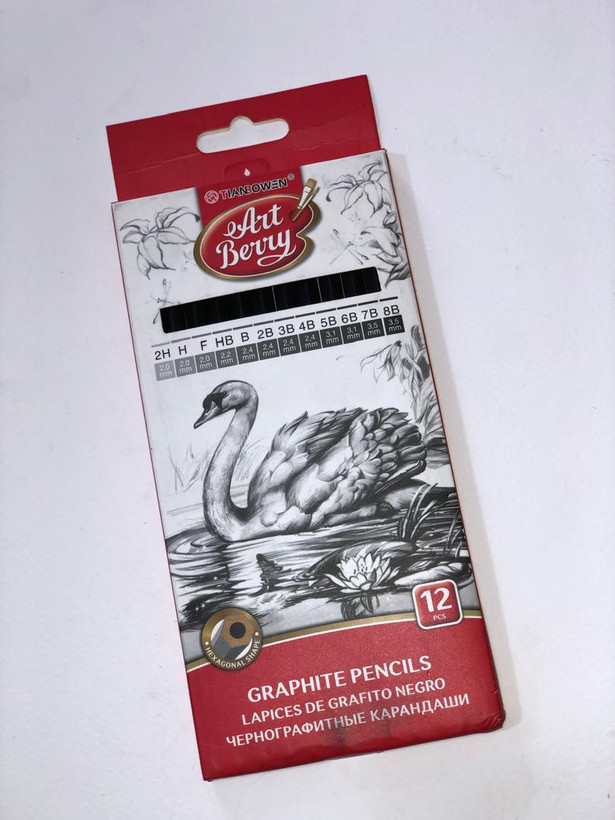 TIANBOWEN®
Art
Berry
2H H F HB B 2B 3B 4B 5B 6B 7B 8B
2.0 mm 2.0 mm 2.0 mm 2.2 mm 2.4 mm 2.4 mm 2.4 mm 2.4 mm 3.1 mm 3.1 mm 3.5 mm 3.5 mm
12
PCS
HEXAGONAL SHAPE
GRAPHITE PENCILS
LAPICES DE GRAFITO NEGRO
ЧЕРНОГРАФИТНЫЕ КАРАНДАШИ